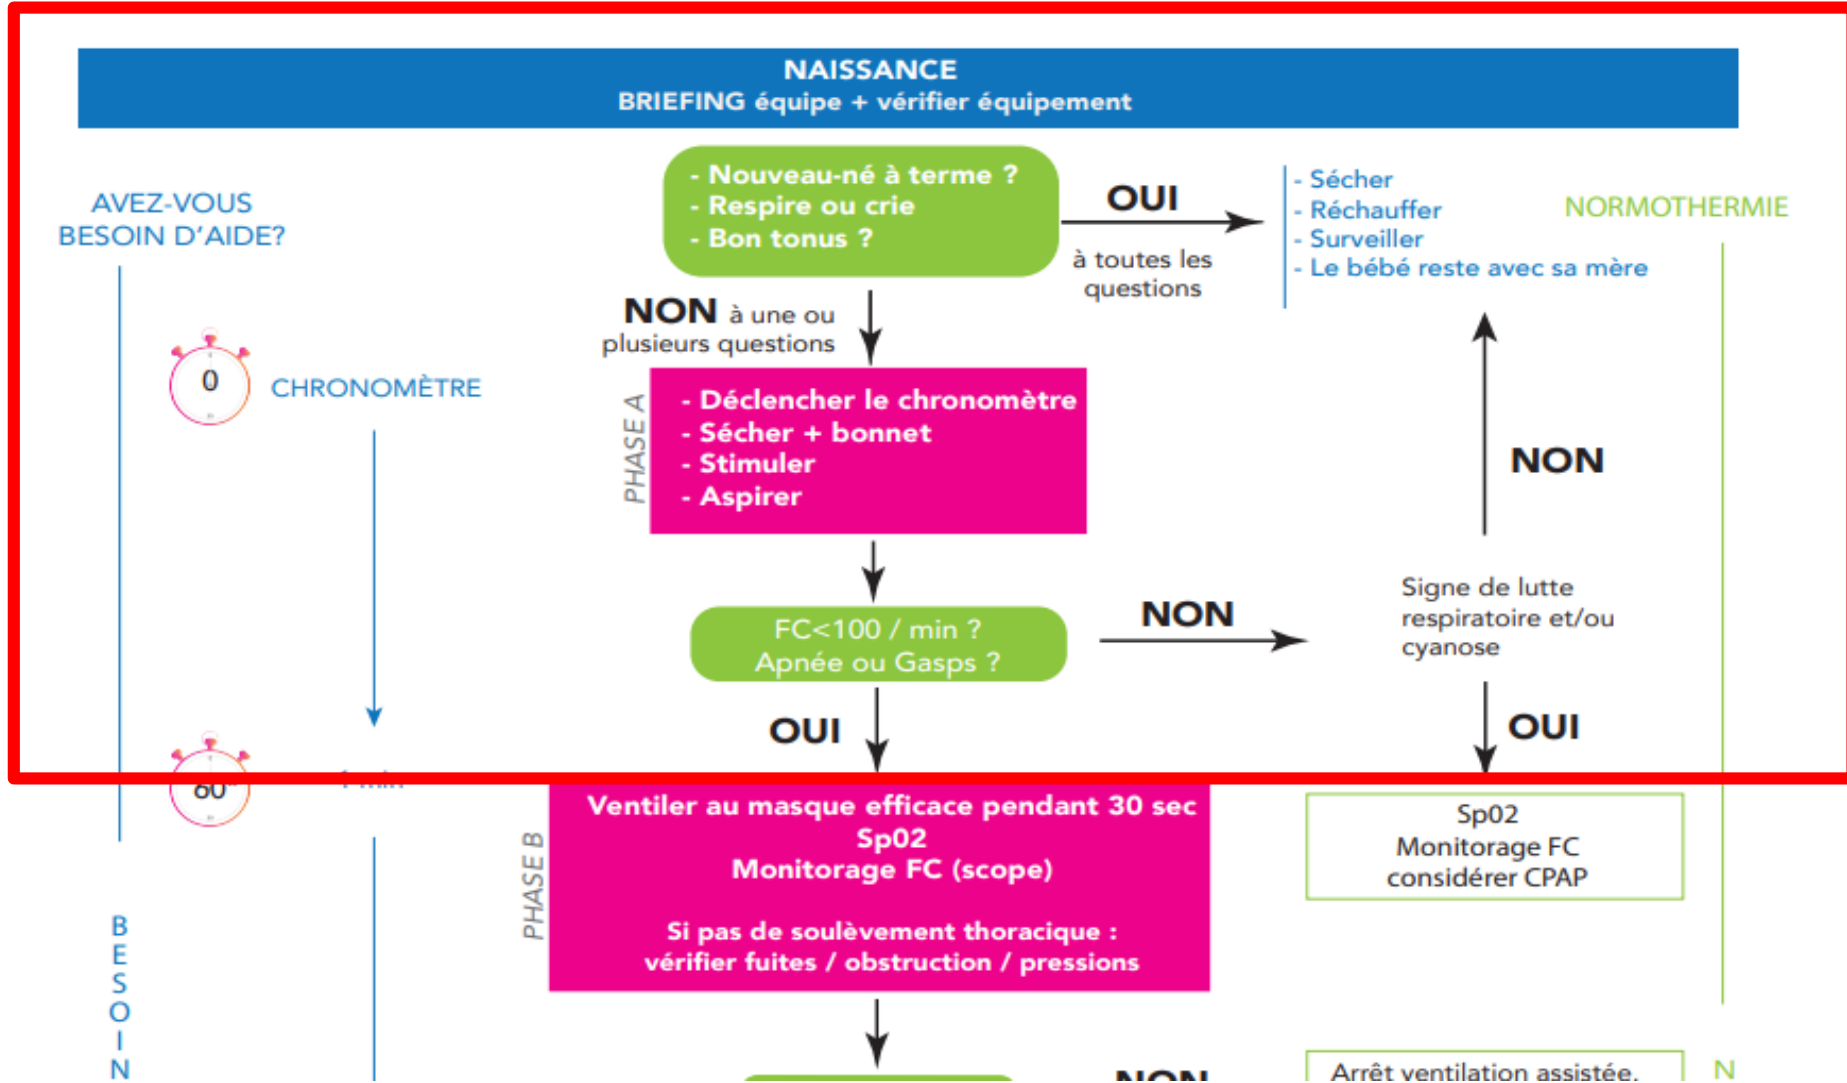 NAISSANCE
BRIEFING équipe + vérifier équipement
AVEZ-VOUS
BESOIN D'AIDE?
- Nouveau-né à terme ?
- Respire ou crie
- Bon tonus ?
OUI
à toutes les
questions
- Sécher
- Réchauffer
- Surveiller
- Le bébé reste avec sa mère
NORMOTHERMIE
NON à une ou
plusieurs questions
0
CHRONOMÈTRE
PHASE A
- Déclencher le chronomètre
- Sécher + bonnet
- Stimuler
- Aspirer
NON
FC<100 / min ?
Apnée ou Gasps ?
NON
Signe de lutte
respiratoire et/ou
cyanose
OUI
OUI
60"
PHASE B
Ventiler au masque efficace pendant 30 sec
Sp02
Monitorage FC (scope)
Si pas de soulèvement thoracique :
vérifier fuites / obstruction / pressions
Sp02
Monitorage FC
considérer CPAP
B
E
S
O
I
N
NON
Arrêt ventilation assistée.
N